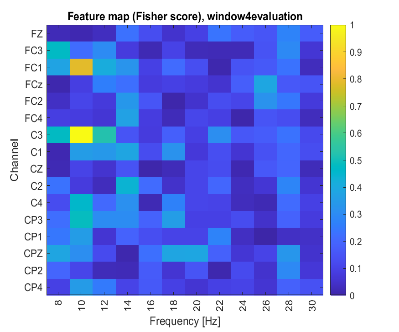 Feature map (Fisher score), window4evaluation
Channel
FZ
FC3
FC1
FCz
FC2
FC4
C3
C1
CZ
C2
C4
CP3
CP1
CPZ
CP2
CP4
8 10 12 14 16 18 20 22 24 26 28 30
Frequency [Hz]
1
0.9
0.8
0.7
0.6
0.5
0.4
0.3
0.2
0.1
0